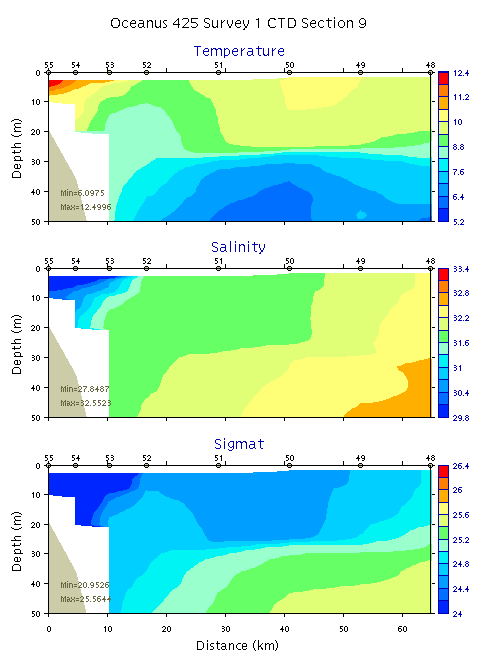 Oceanus 425 Survey 1 CTD Section 9
Temperature
55 54 53 52 51 50 49 48
0
10
20
30
40
50
Depth (m)
Min=6.0975
Max=12.4996
12.4
11.2
10
8.8
7.6
6.4
5.2
Salinity
55 54 53 52 51 50 49 48
0
10
20
30
40
50
Depth (m)
Min=27.8487
Max=32.5523
33.4
32.8
32.2
31.6
31
30.4
29.8
Sigmat
55 54 53 52 51 50 49 48
0
10
20
30
40
50
Depth (m)
Min=20.9526
Max=25.5644
26.4
26
25.6
25.2
24.8
24.4
24
0 10 20 30 40 50 60
Distance (km)